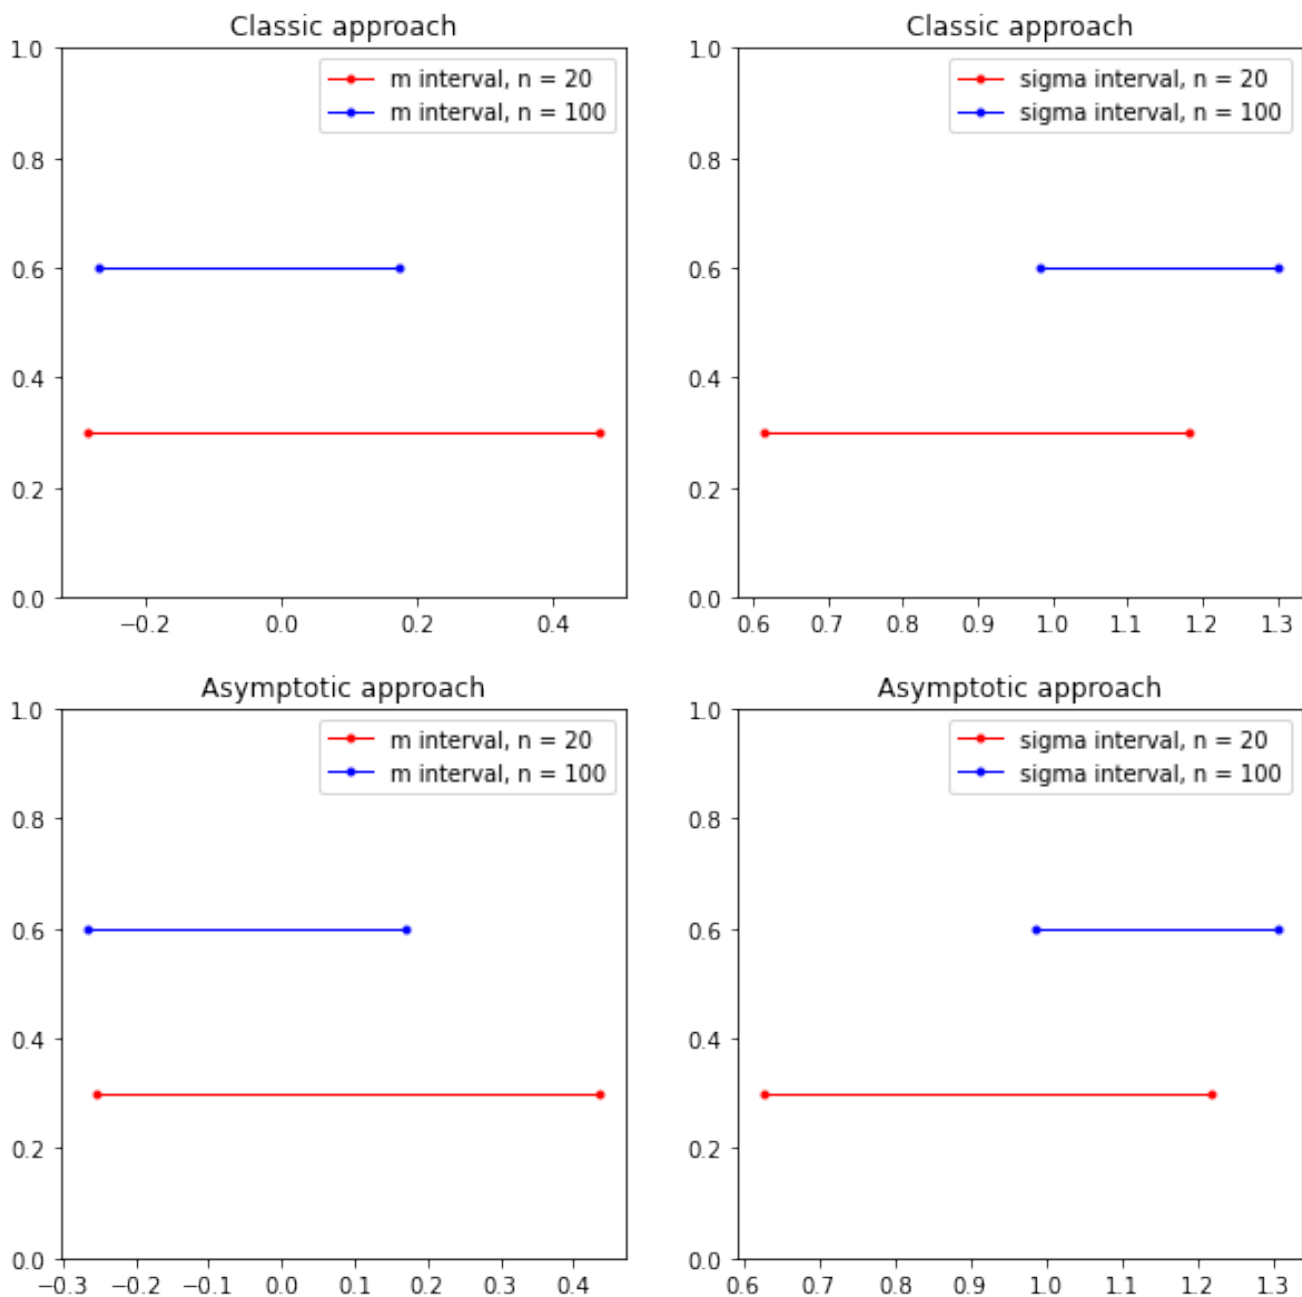 Classic approach
1.0
0.8
0.6
0.4
0.2
0.0
m interval, n = 20
m interval, n = 100
−0.2 0.0 0.2 0.4
Classic approach
1.0
0.8
0.6
0.4
0.2
0.0
sigma interval, n = 20
sigma interval, n = 100
0.6 0.7 0.8 0.9 1.0 1.1 1.2 1.3
Asymptotic approach
1.0
0.8
0.6
0.4
0.2
0.0
m interval, n = 20
m interval, n = 100
−0.3 −0.2 −0.1 0.0 0.1 0.2 0.3 0.4
Asymptotic approach
1.0
0.8
0.6
0.4
0.2
0.0
sigma interval, n = 20
sigma interval, n = 100
0.6 0.7 0.8 0.9 1.0 1.1 1.2 1.3